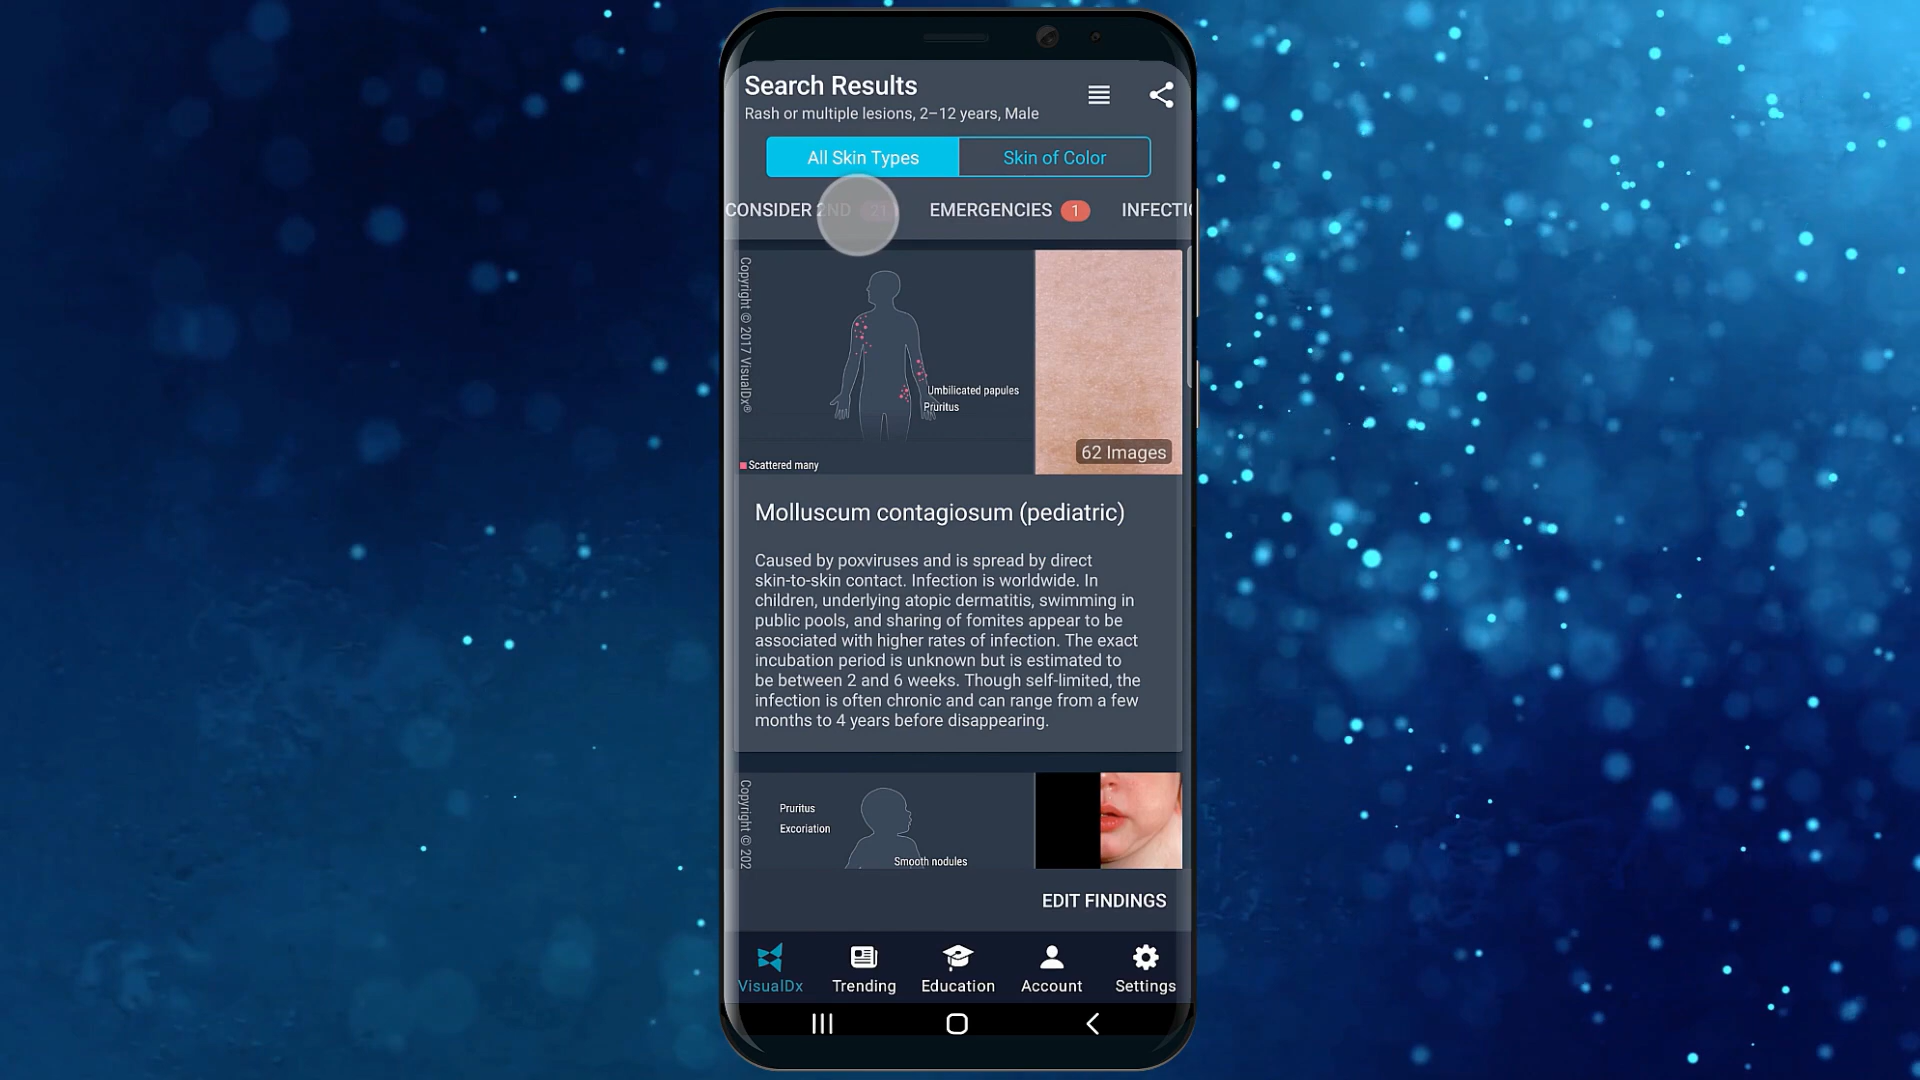 Search Results
Rash or multiple lesions, 2–12 years, Male
All Skin Types
Skin of Color
CONSIDER 2ND 21
EMERGENCIES 1
INFECTIO
Copyright © 2017 VisualDx®
Umbilicated papules
Pruritus
Scattered many
62 Images
Molluscum contagiosum (pediatric)
Caused by poxviruses and is spread by direct
skin-to-skin contact. Infection is worldwide. In
children, underlying atopic dermatitis, swimming in
public pools, and sharing of fomites appear to be
associated with higher rates of infection. The exact
incubation period is unknown but is estimated to
be between 2 and 6 weeks. Though self-limited, the
infection is often chronic and can range from a few
months to 4 years before disappearing.
Copyright © 202
Pruritus
Excoriation
Smooth nodules
EDIT FINDINGS
VisualDx
Trending
Education
Account
Settings